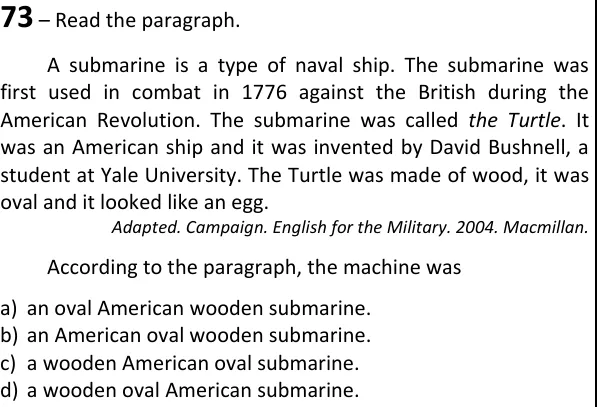 73 – Read the paragraph.
A submarine is a type of naval ship. The submarine was
first used in combat in 1776 against the British during the
American Revolution. The submarine was called the Turtle. It
was an American ship and it was invented by David Bushnell, a
student at Yale University. The Turtle was made of wood, it was
oval and it looked like an egg.
Adapted. Campaign. English for the Military. 2004. Macmillan.
According to the paragraph, the machine was
a) an oval American wooden submarine.
b) an American oval wooden submarine.
c) a wooden American oval submarine.
d) a wooden oval American submarine.